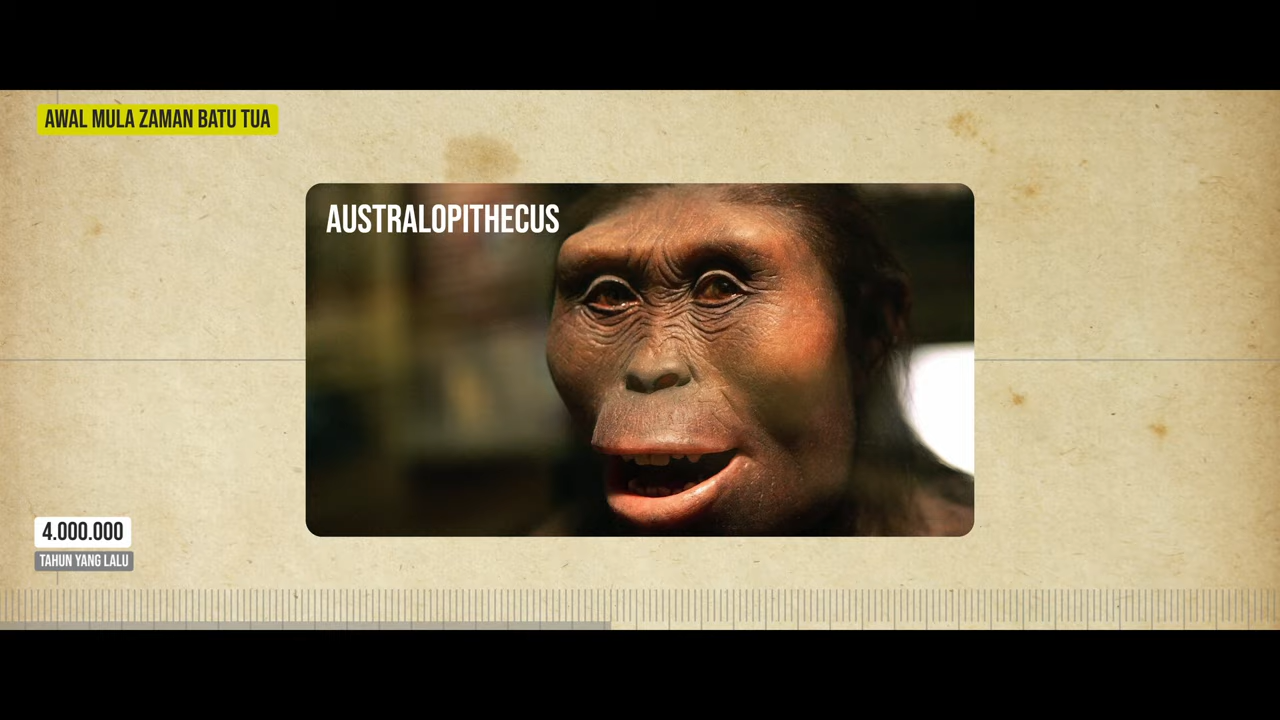 AWAL MULA ZAMAN BATU TUA
AUSTRALOPITHECUS
4.000.000
TAHUN YANG LALU